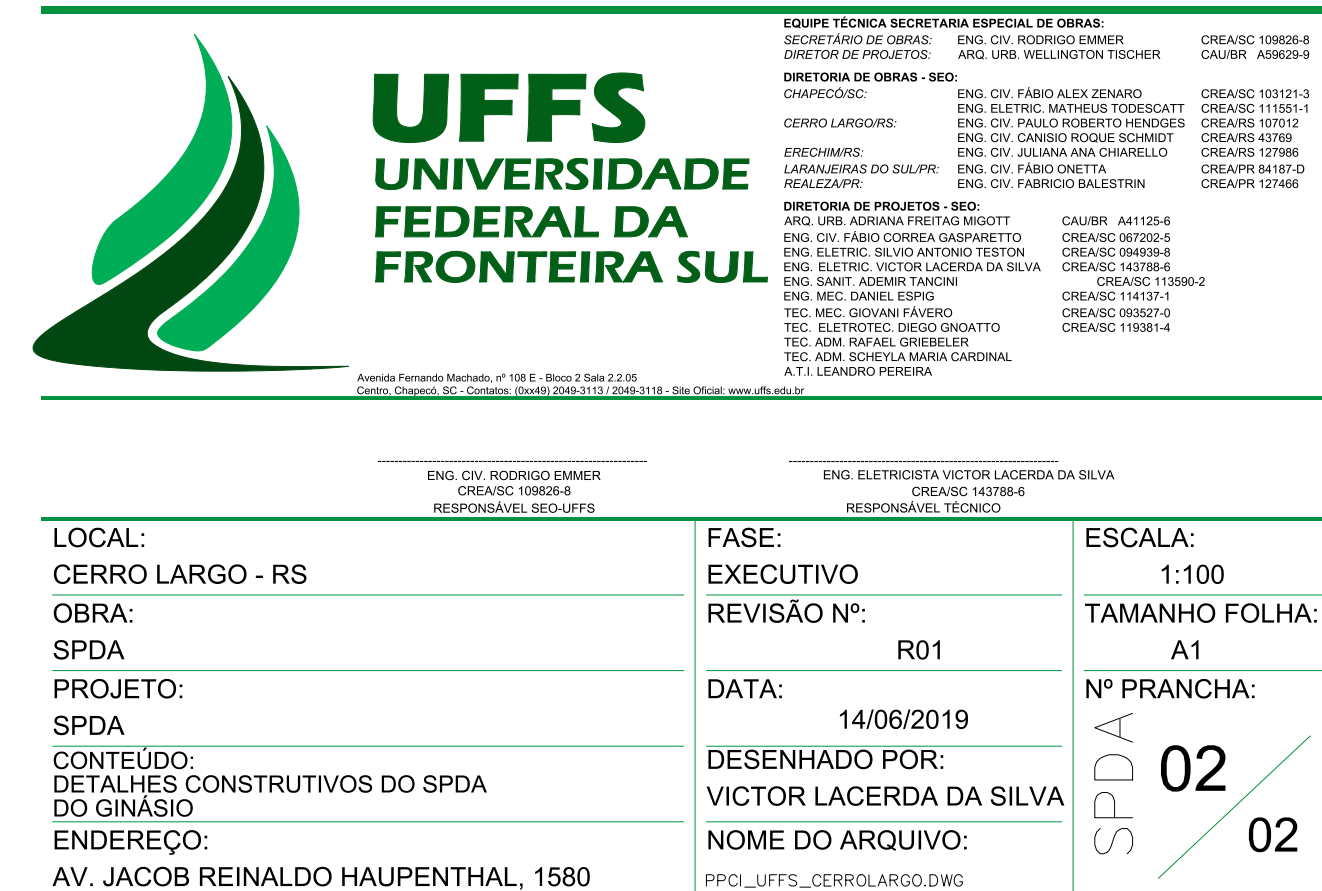 UFFS
UNIVERSIDADE
FEDERAL DA
FRONTEIRA SUL
Avenida Fernando Machado, nº 108 E - Bloco 2 Sala 2.2.05
Centro, Chapecó, SC - Contatos: (0xx49) 2049-3113 / 2049-3118 - Site Oficial: www.uffs.edu.br
EQUIPE TÉCNICA SECRETARIA ESPECIAL DE OBRAS:
SECRETÁRIO DE OBRAS: ENG. CIV. RODRIGO EMMER CREA/SC 109826-8
DIRETOR DE PROJETOS: ARQ. URB. WELLINGTON TISCHER CAU/BR A59629-9
DIRETORIA DE OBRAS - SEO:
CHAPECÓ/SC: ENG. CIV. FÁBIO ALEX ZENARO CREA/SC 103121-3
ENG. ELETRIC. MATHEUS TODESCATT CREA/SC 111551-1
CERRO LARGO/RS: ENG. CIV. PAULO ROBERTO HENDGES CREA/RS 107012
ENG. CIV. CANISIO ROQUE SCHMIDT CREA/RS 43769
ERECHIM/RS: ENG. CIV. JULIANA ANA CHIARELLO CREA/RS 127986
LARANJEIRAS DO SUL/PR: ENG. CIV. FÁBIO ONETTA CREA/PR 84187-D
REALEZA/PR: ENG. CIV. FABRICIO BALESTRIN CREA/PR 127466
DIRETORIA DE PROJETOS - SEO:
ARQ. URB. ADRIANA FREITAG MIGOTT CAU/BR A41125-6
ENG. CIV. FÁBIO CORREA GASPARETTO CREA/SC 067202-5
ENG. ELETRIC. SILVIO ANTONIO TESTON CREA/SC 094939-8
ENG. ELETRIC. VICTOR LACERDA DA SILVA CREA/SC 143788-6
ENG. SANIT. ADEMIR TANCINI CREA/SC 113590-2
ENG. MEC. DANIEL ESPIG CREA/SC 114137-1
TEC. MEC. GIOVANI FÁVERO CREA/SC 093527-0
TEC. ELETROTEC. DIEGO GNOATTO CREA/SC 119381-4
TEC. ADM. RAFAEL GRIEBELER
TEC. ADM. SCHEYLA MARIA CARDINAL
A.T.I. LEANDRO PEREIRA
ENG. CIV. RODRIGO EMMER
CREA/SC 109826-8
RESPONSÁVEL SEO-UFFS
ENG. ELETRICISTA VICTOR LACERDA DA SILVA
CREA/SC 143788-6
RESPONSÁVEL TÉCNICO
LOCAL:
CERRO LARGO - RS
OBRA:
SPDA
PROJETO:
SPDA
CONTEÚDO:
DETALHES CONSTRUTIVOS DO SPDA
DO GINÁSIO
ENDEREÇO:
AV. JACOB REINALDO HAUPENTHAL, 1580
FASE:
EXECUTIVO
REVISÃO Nº:
R01
DATA:
14/06/2019
DESENHADO POR:
VICTOR LACERDA DA SILVA
NOME DO ARQUIVO:
PPCI_UFFS_CERROLARGO.DWG
ESCALA:
1:100
TAMANHO FOLHA:
A1
Nº PRANCHA:
SPDA
02
02